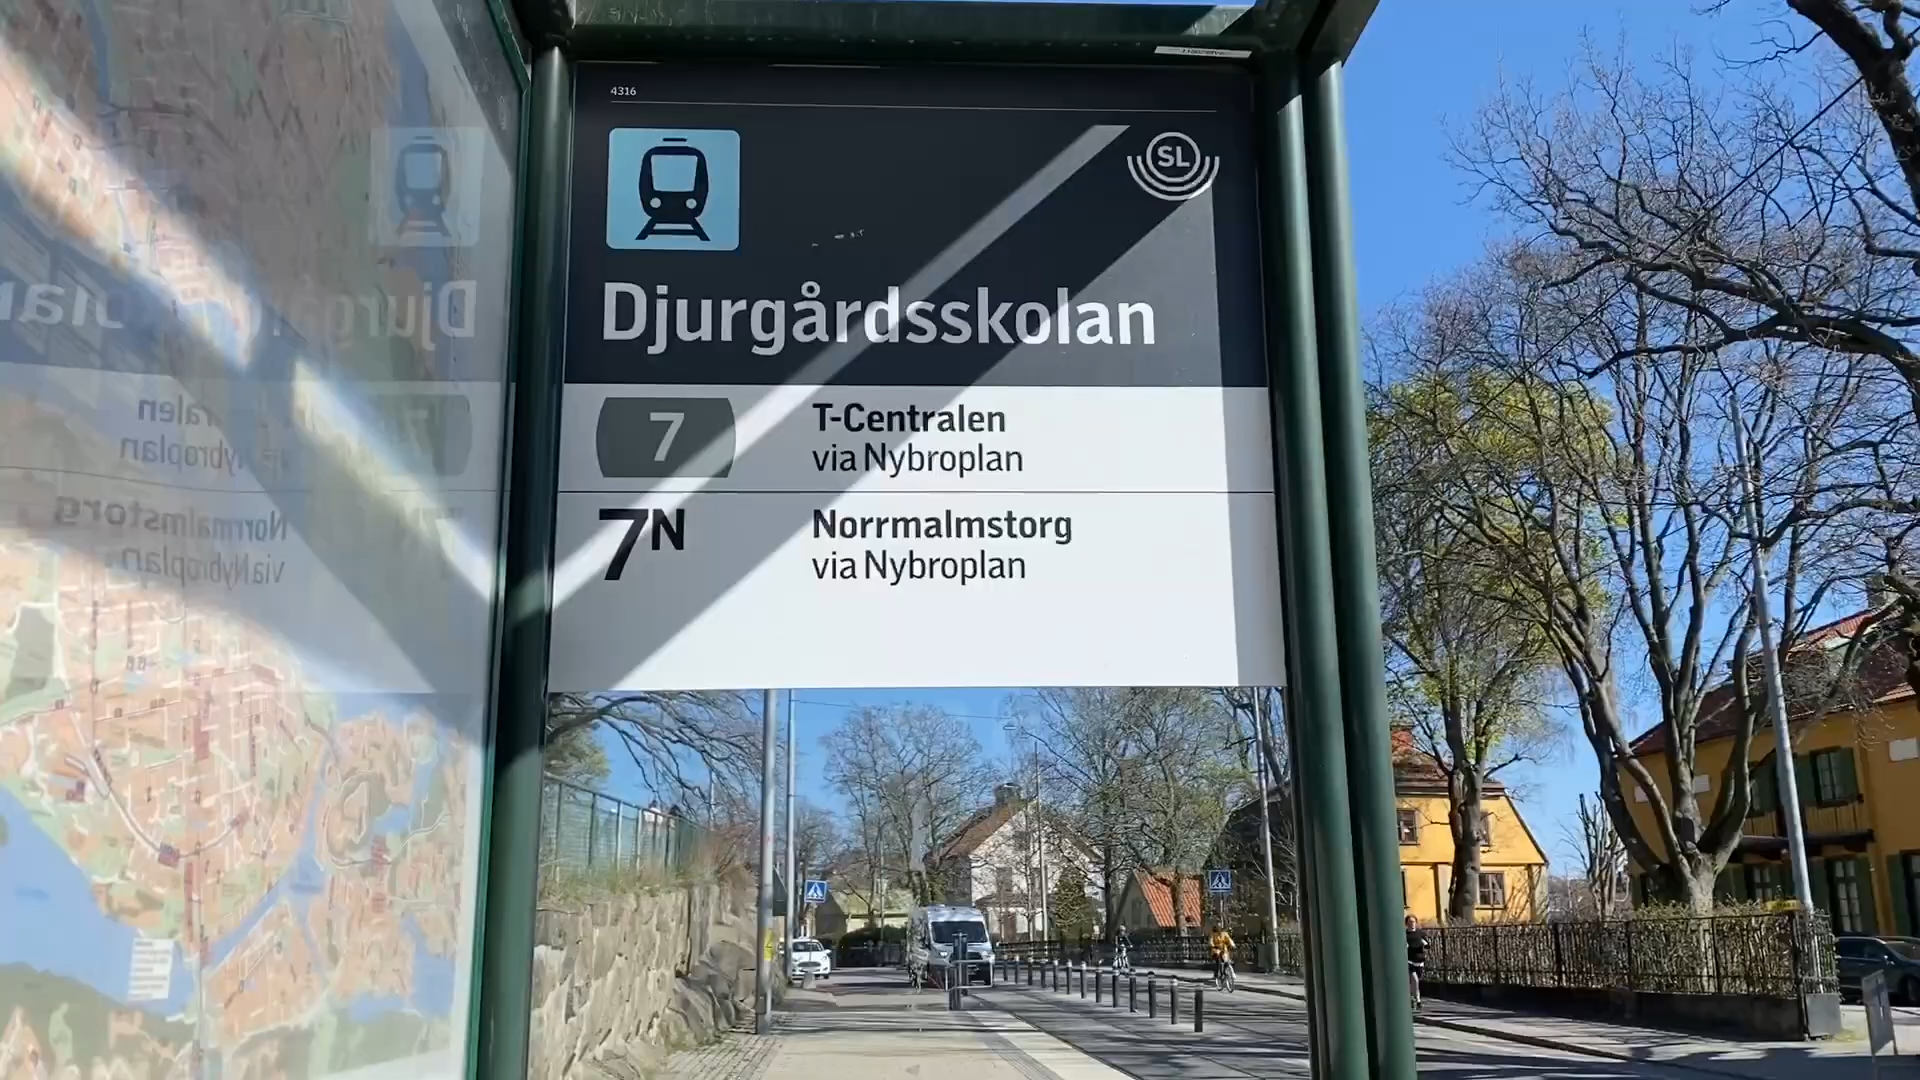 4316
SL
Djurgårdsskolan
7 T-Centralen
via Nybroplan
7N Norrmalmstorg
via Nybroplan